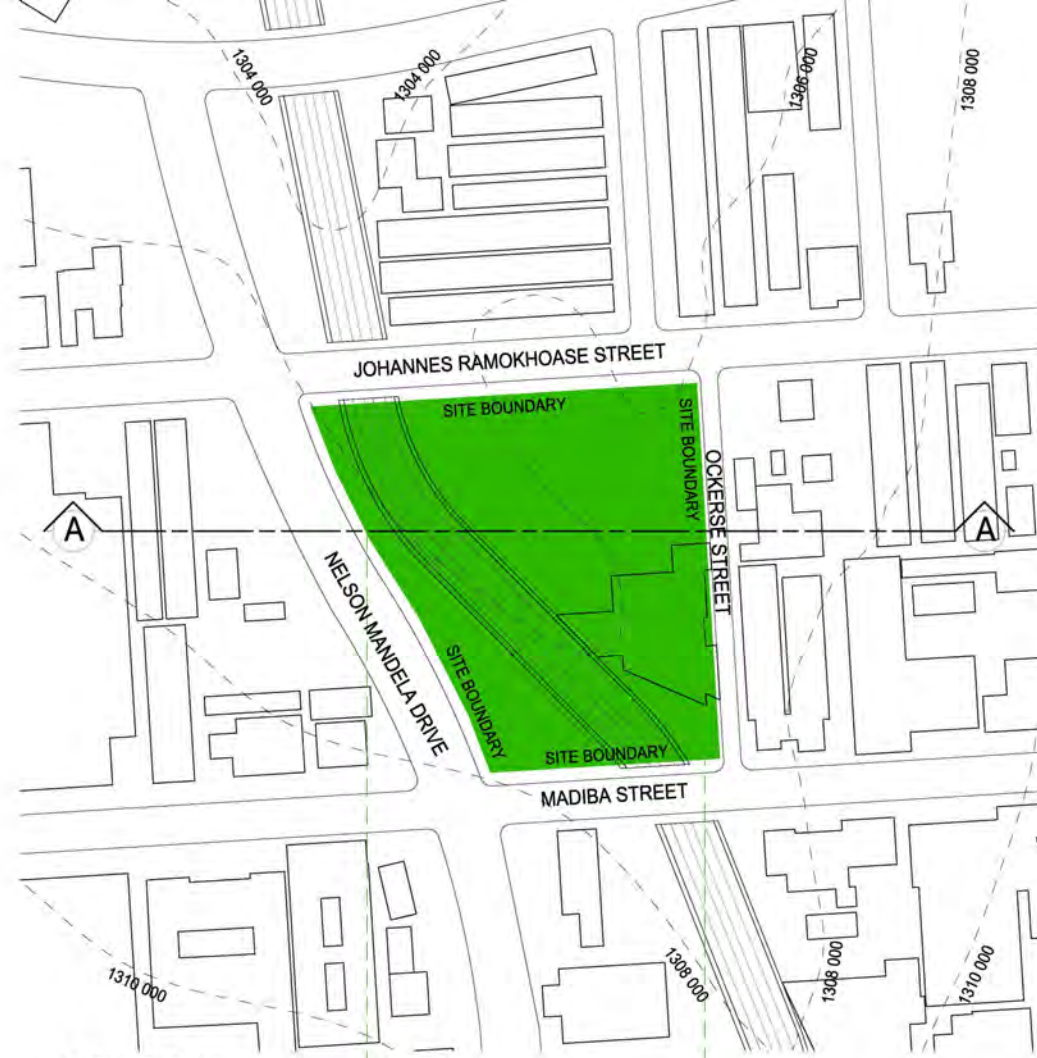 1304 000
1304 000
1306 000
1308 000
JOHANNES RAMOKHOASE STREET
SITE BOUNDARY
SITE BOUNDARY
OCKERSE STREET
A
A
NELSON MANDELA DRIVE
SITE BOUNDARY
SITE BOUNDARY
MADIBA STREET
1310 000
1308 000
1308 000
1310 000